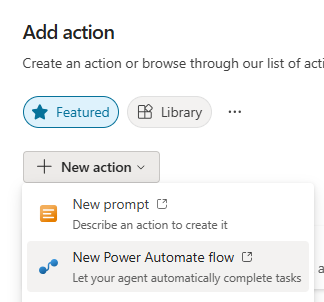 Add action
Create an action or browse through our list of acti
Featured
Library
...
New action
New prompt
Describe an action to create it
New Power Automate flow
Let your agent automatically complete tasks
a